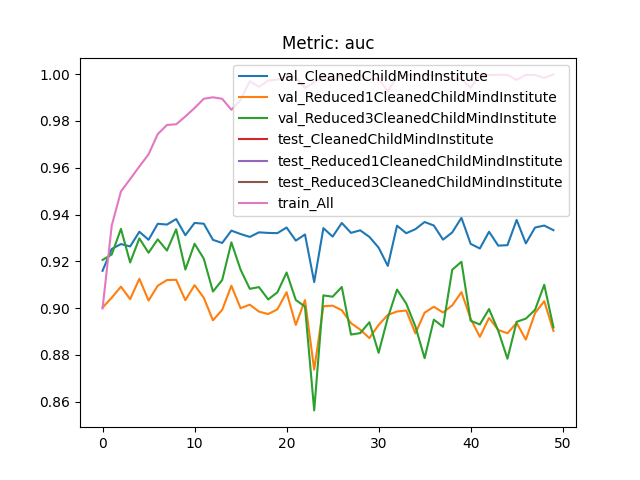 Metric: auc
1.00
0.98
0.96
0.94
0.92
0.90
0.88
0.86
val_CleanedChildMindInstitute
val_Reduced1CleanedChildMindInstitute
val_Reduced3CleanedChildMindInstitute
test_CleanedChildMindInstitute
test_Reduced1CleanedChildMindInstitute
test_Reduced3CleanedChildMindInstitute
train_All
0 10 20 30 40 50